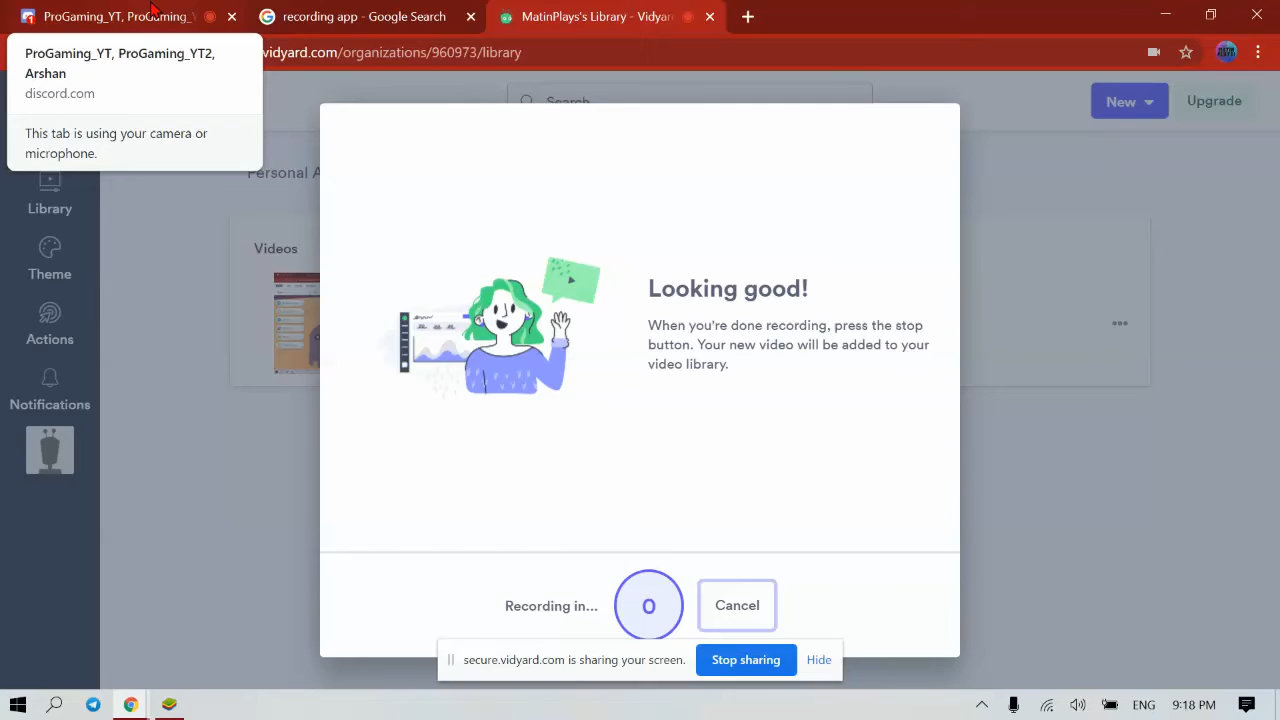 ProGaming_YT, ProGaming_
recording app - Google Search
MatinPlays's Library - Vidyard
vidyard.com/organizations/960973/library
ProGaming_YT, ProGaming_YT2,
Arshan
discord.com
This tab is using your camera or
microphone.
Search
New
Upgrade
Personal A
Library
Theme
Actions
Notifications
Videos
Looking good!
When you're done recording, press the stop
button. Your new video will be added to your
video library.
Recording in...
0
Cancel
secure.vidyard.com is sharing your screen.
Stop sharing
Hide
ENG
9:18 PM